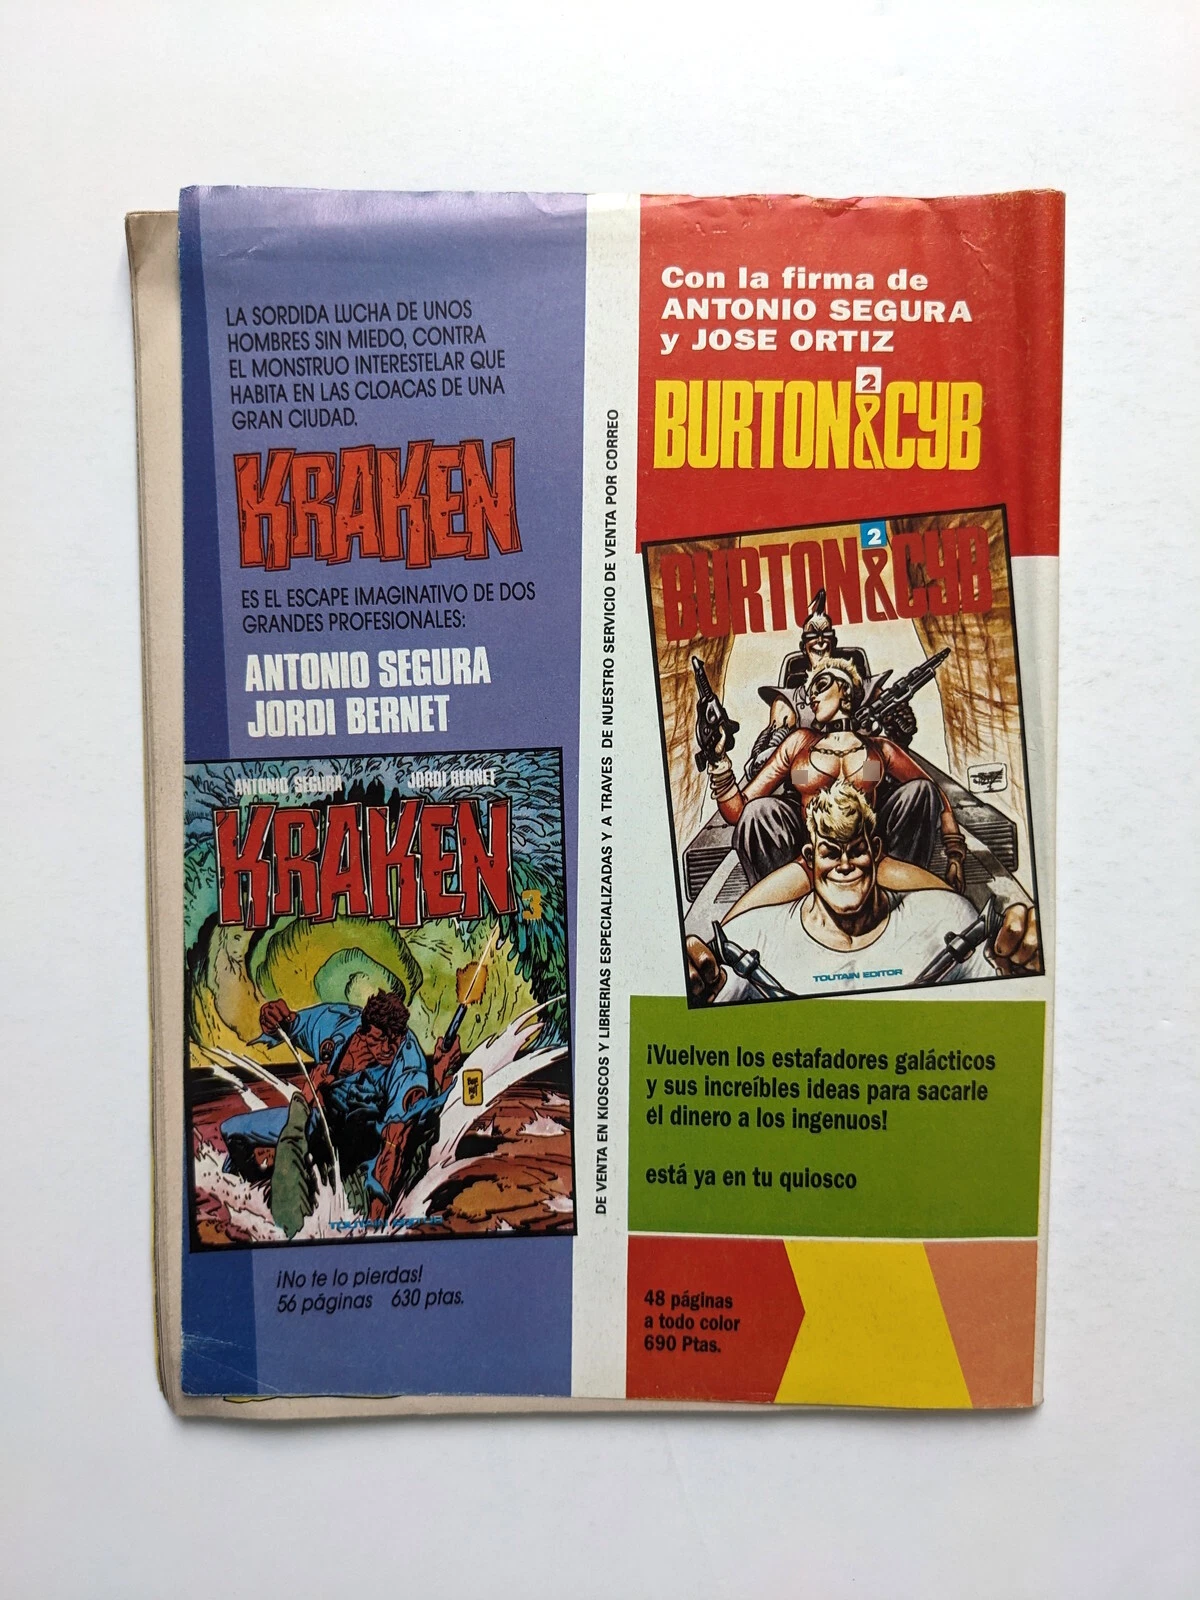 LA SORDIDA LUCHA DE UNOS
HOMBRES SIN MIEDO, CONTRA
EL MONSTRUO INTERESTELAR QUE
HABITA EN LAS CLOACAS DE UNA
GRAN CIUDAD.
KRAKEN
ES EL ESCAPE IMAGINATIVO DE DOS
GRANDES PROFESIONALES:
ANTONIO SEGURA
JORDI BERNET
ANTONIO SEGURA JORDI BERNET
KRAKEN
3
TOUTAIN EDITOR
¡No te lo pierdas!
56 páginas 630 ptas.
DE VENTA EN KIOSCOS Y LIBRERIAS ESPECIALIZADAS Y A TRAVES DE NUESTRO SERVICIO DE VENTA POR CORREO
Con la firma de
ANTONIO SEGURA
y JOSE ORTIZ
2
BURTON&CYB
2
BURTON&CYB
TOUTAIN EDITOR
¡Vuelven los estafadores galácticos
y sus increíbles ideas para sacarle
el dinero a los ingenuos!
está ya en tu quiosco
48 páginas
a todo color
690 Ptas.